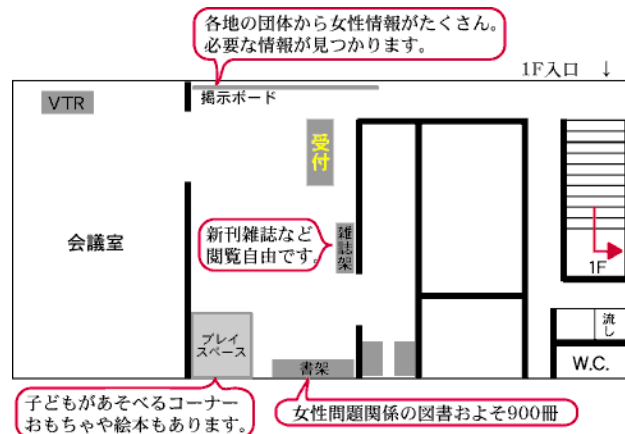 各地の団体から女性情報がたくさん。
必要な情報が見つかります。
1F入口 ↓
VTR
掲示ボード
受付
会議室
新刊雑誌など
閲覧自由です。
雑誌架
1F
プレイ
スペース
書架
流し
W.C.
子どもがあそべるコーナー
おもちゃや絵本もあります。
女性問題関係の図書およそ900冊